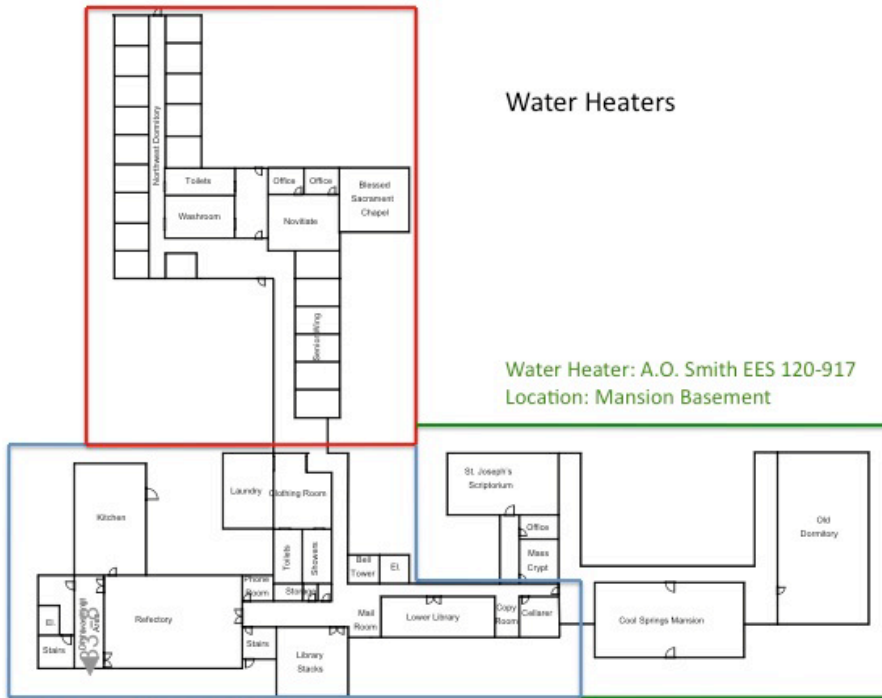 Water Heaters
Northwest Dormitory
Toilets
Office
Office
Blessed
Sacrament
Chapel
Washroom
Novitiate
Senior Wing
Water Heater: A.O. Smith EES 120-917
Location: Mansion Basement
Laundry
Clothing Room
St. Joseph's
Scriptorium
Kitchen
Office
Old
Dormitory
Toilets
Showers
Mass
Crypt
Bell
Tower
El.
Phone
Room
Storage
El.
Area
Refectory
Mail
Room
Lower Library
Copy
Room
Cellarer
Cool Springs Mansion
Stairs
Stairs
Library
Stacks